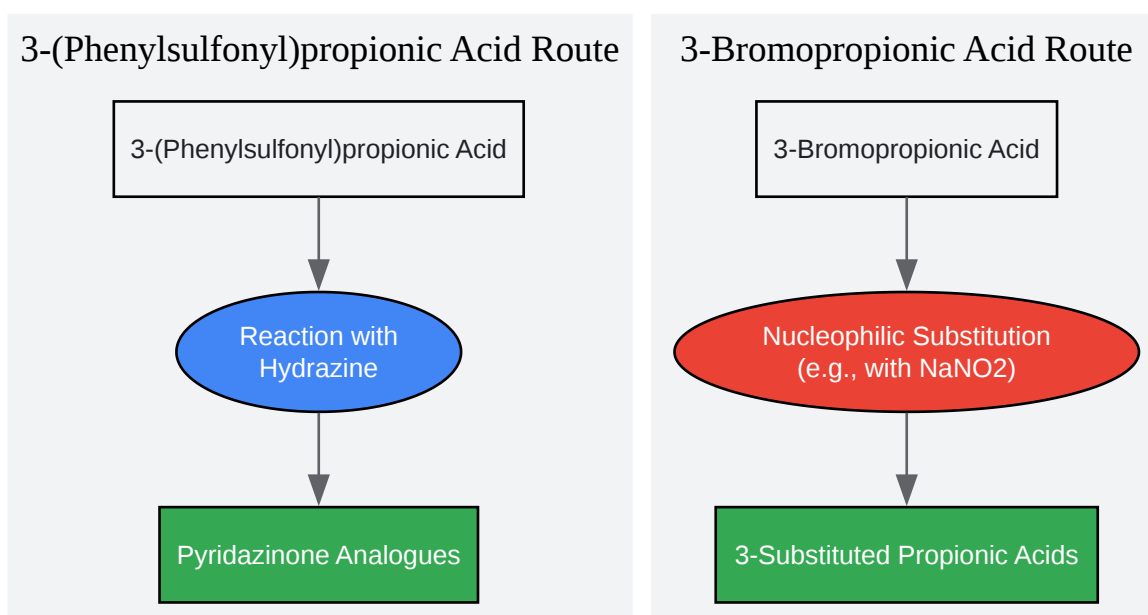 3-(Phenylsulfonyl)propionic Acid Route
3-(Phenylsulfonyl)propionic Acid
Reaction with
Hydrazine
Pyridazinone Analogues
3-Bromopropionic Acid Route
3-Bromopropionic Acid
Nucleophilic Substitution
(e.g., with NaNO2)
3-Substituted Propionic Acids